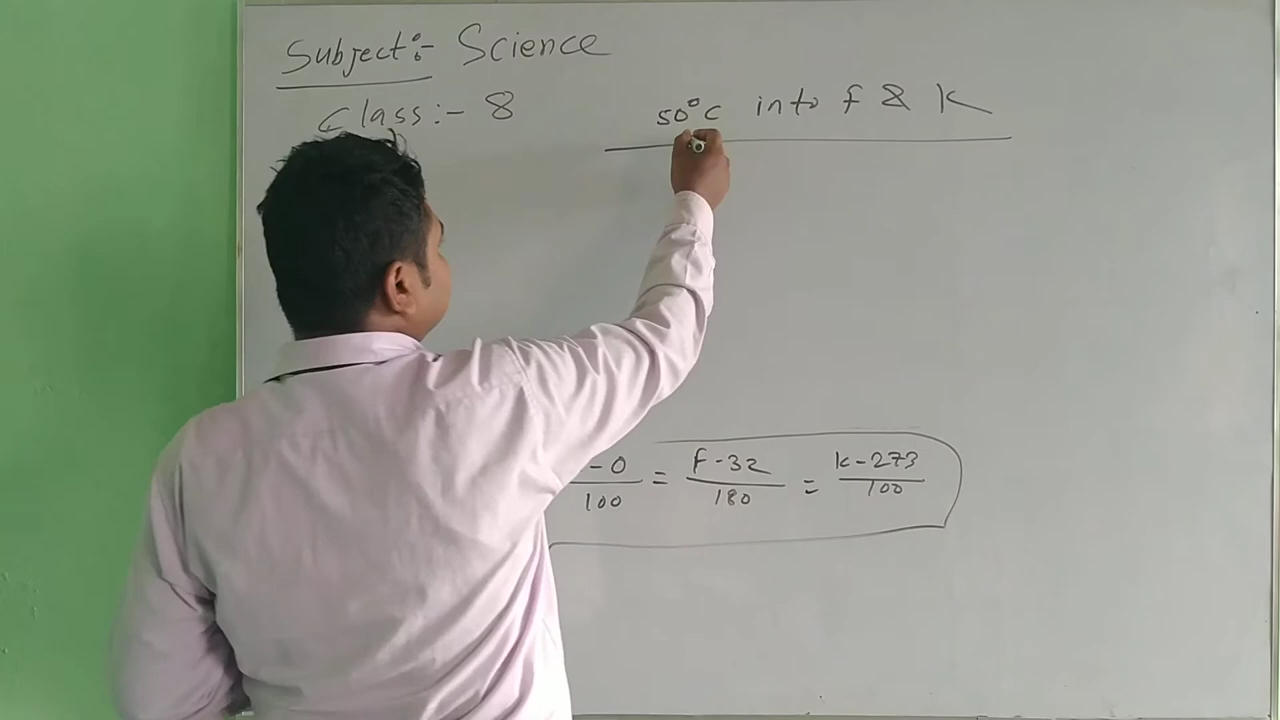 Subject:- Science
Class:- 8
50°C into F & K
-0/100 = F-32/180 = K-273/100